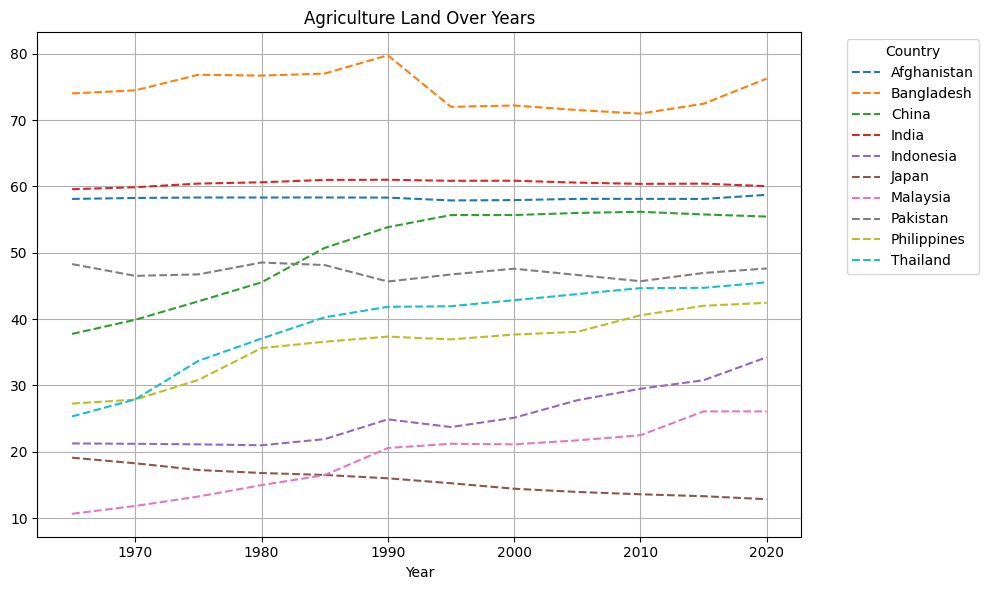 Agriculture Land Over Years
80
70
60
50
40
30
20
10
1970 1980 1990 2000 2010 2020
Year
Country
Afghanistan
Bangladesh
China
India
Indonesia
Japan
Malaysia
Pakistan
Philippines
Thailand